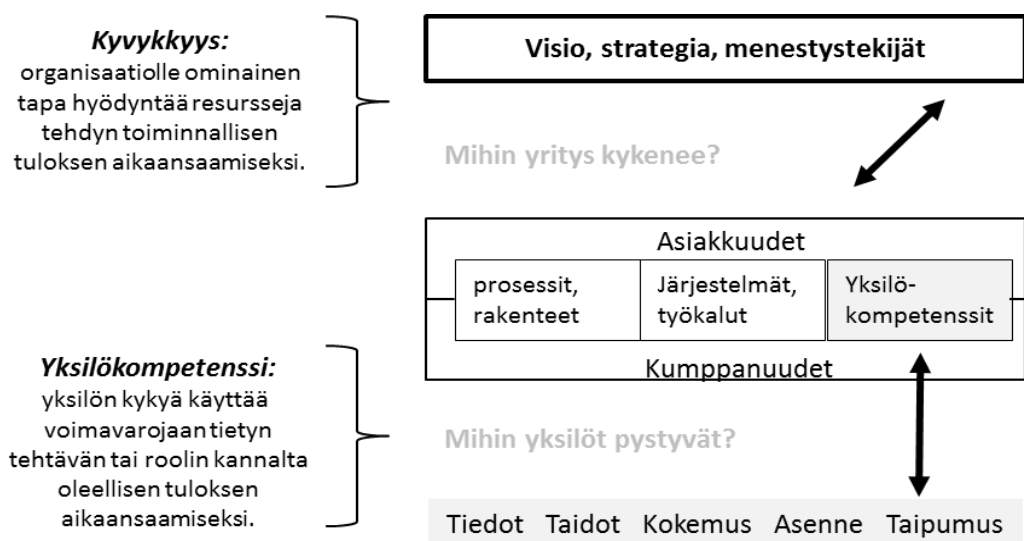 Kyvykkyys:
organisaatiolle ominainen
tapa hyödyntää resursseja
tehdyn toiminnallisen
tuloksen aikaansaamiseksi.
Visio, strategia, menestystekijät
Mihin yritys kykenee?
Asiakkuudet
prosessit,
rakenteet
Järjestelmät,
työkalut
Yksilö-
kompetenssit
Kumppanuudet
Yksilökompetenssi:
yksilön kykyä käyttää
voimavarojaan tietyn
tehtävän tai roolin kannalta
oleellisen tuloksen
aikaansaamiseksi.
Mihin yksilöt pystyvät?
Tiedot Taidot Kokemus Asenne Taipumus